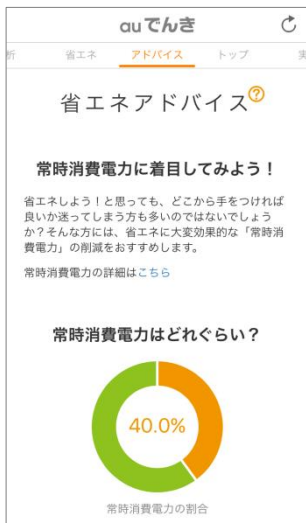 auでんき
析 省エネ アドバイス トップ 実
省エネアドバイス?
常時消費電力に着目してみよう！
省エネしよう！と思っても、どこから手をつければ
良いか迷ってしまう方も多いのではないでしょう
か？そんな方には、省エネに大変効果的な「常時消
費電力」の削減をおすすめします。
常時消費電力の詳細はこちら
常時消費電力はどれぐらい？
40.0%
常時消費電力の割合